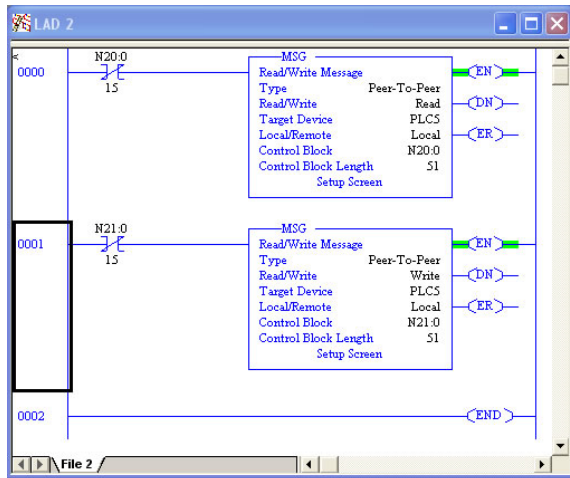 LAD 2
N20:0
15
0000
MSG
Read/Write Message
Type Peer-To-Peer
Read/Write Read
Target Device PLC5
Local/Remote Local
Control Block N20:0
Control Block Length 51
Setup Screen
EN
DN
ER
N21:0
15
0001
MSG
Read/Write Message
Type Peer-To-Peer
Read/Write Write
Target Device PLC5
Local/Remote Local
Control Block N21:0
Control Block Length 51
Setup Screen
EN
DN
ER
0002
END
File 2